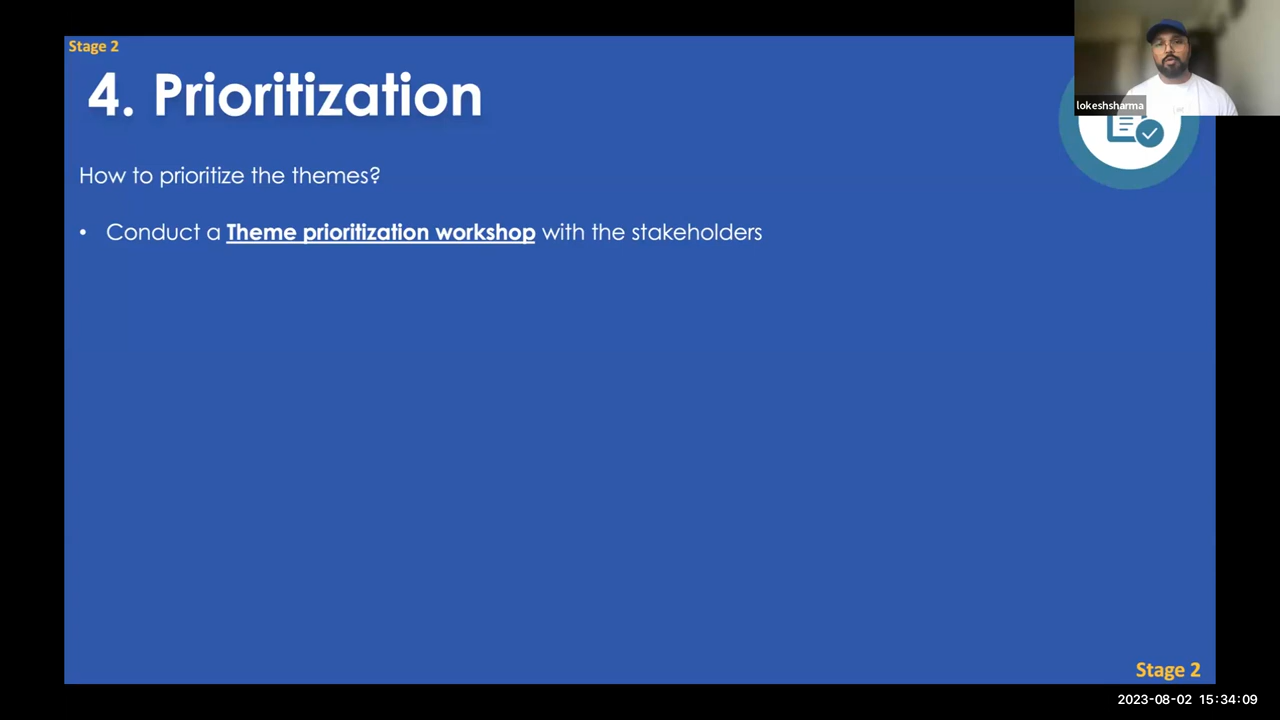 Stage 2
4. Prioritization
lokeshsharma
How to prioritize the themes?
• Conduct a Theme prioritization workshop with the stakeholders
Stage 2
2023-08-02 15:34:09